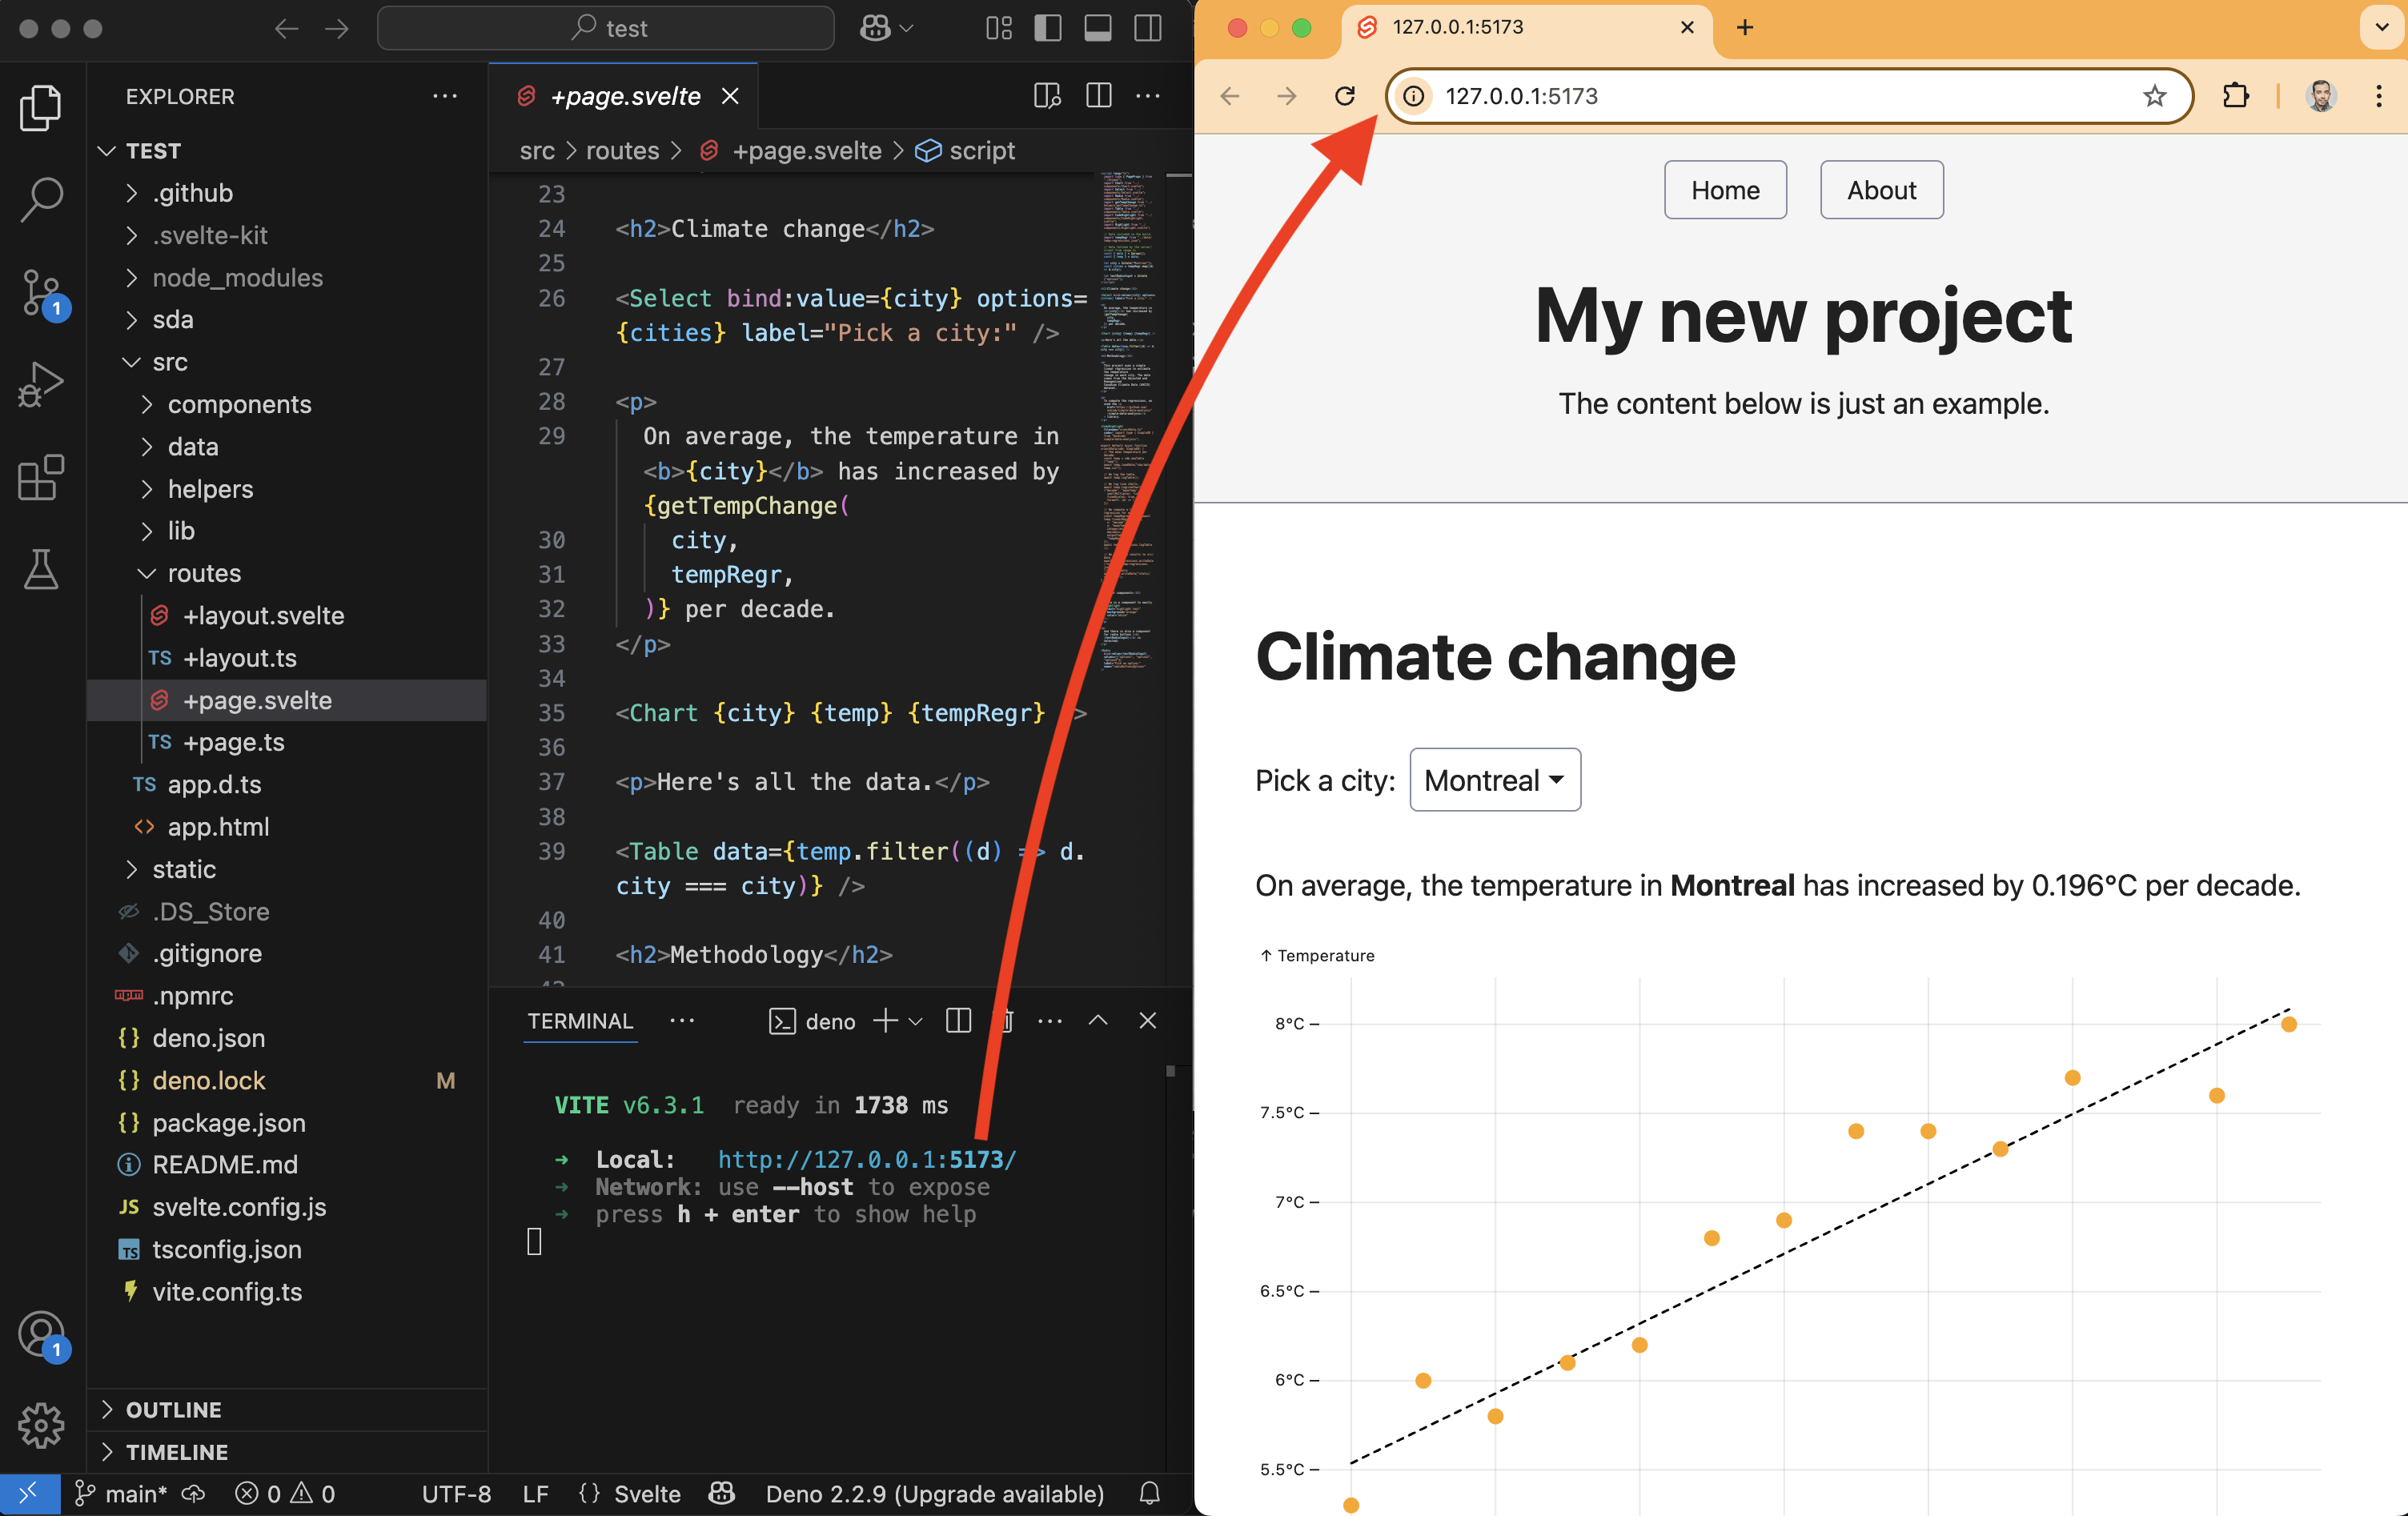 test
EXPLORER
TEST
.github
.svelte-kit
node_modules
sda
src
components
data
helpers
lib
routes
+layout.svelte
TS +layout.ts
+page.svelte
TS +page.ts
TS app.d.ts
<> app.html
static
.DS_Store
.gitignore
.npmrc
{} deno.json
{} deno.lock M
{} package.json
README.md
JS svelte.config.js
TS tsconfig.json
vite.config.ts
OUTLINE
TIMELINE
1
1
+page.svelte
src > routes > +page.svelte > script
23
24 <h2>Climate change</h2>
25
26 <Select bind:value={city} options=
{cities} label="Pick a city:" />
27
28 <p>
29 On average, the temperature in
<b>{city}</b> has increased by
{getTempChange(
30 city,
31 tempRegr,
32 )} per decade.
33 </p>
34
35 <Chart {city} {temp} {tempRegr} >
36
37 <p>Here's all the data.</p>
38
39 <Table data={temp.filter((d) => d.
city === city)} />
40
41 <h2>Methodology</h2>
TERMINAL
deno
VITE v6.3.1 ready in 1738 ms
➜ Local: http://127.0.0.1:5173/
➜ Network: use --host to expose
➜ press h + enter to show help
main* 0 0 UTF-8 LF {} Svelte Deno 2.2.9 (Upgrade available)
127.0.0.1:5173
127.0.0.1:5173
Home About
My new project
The content below is just an example.
Climate change
Pick a city: Montreal
On average, the temperature in Montreal has increased by 0.196°C per decade.
↑ Temperature
8°C
7.5°C
7°C
6.5°C
6°C
5.5°C